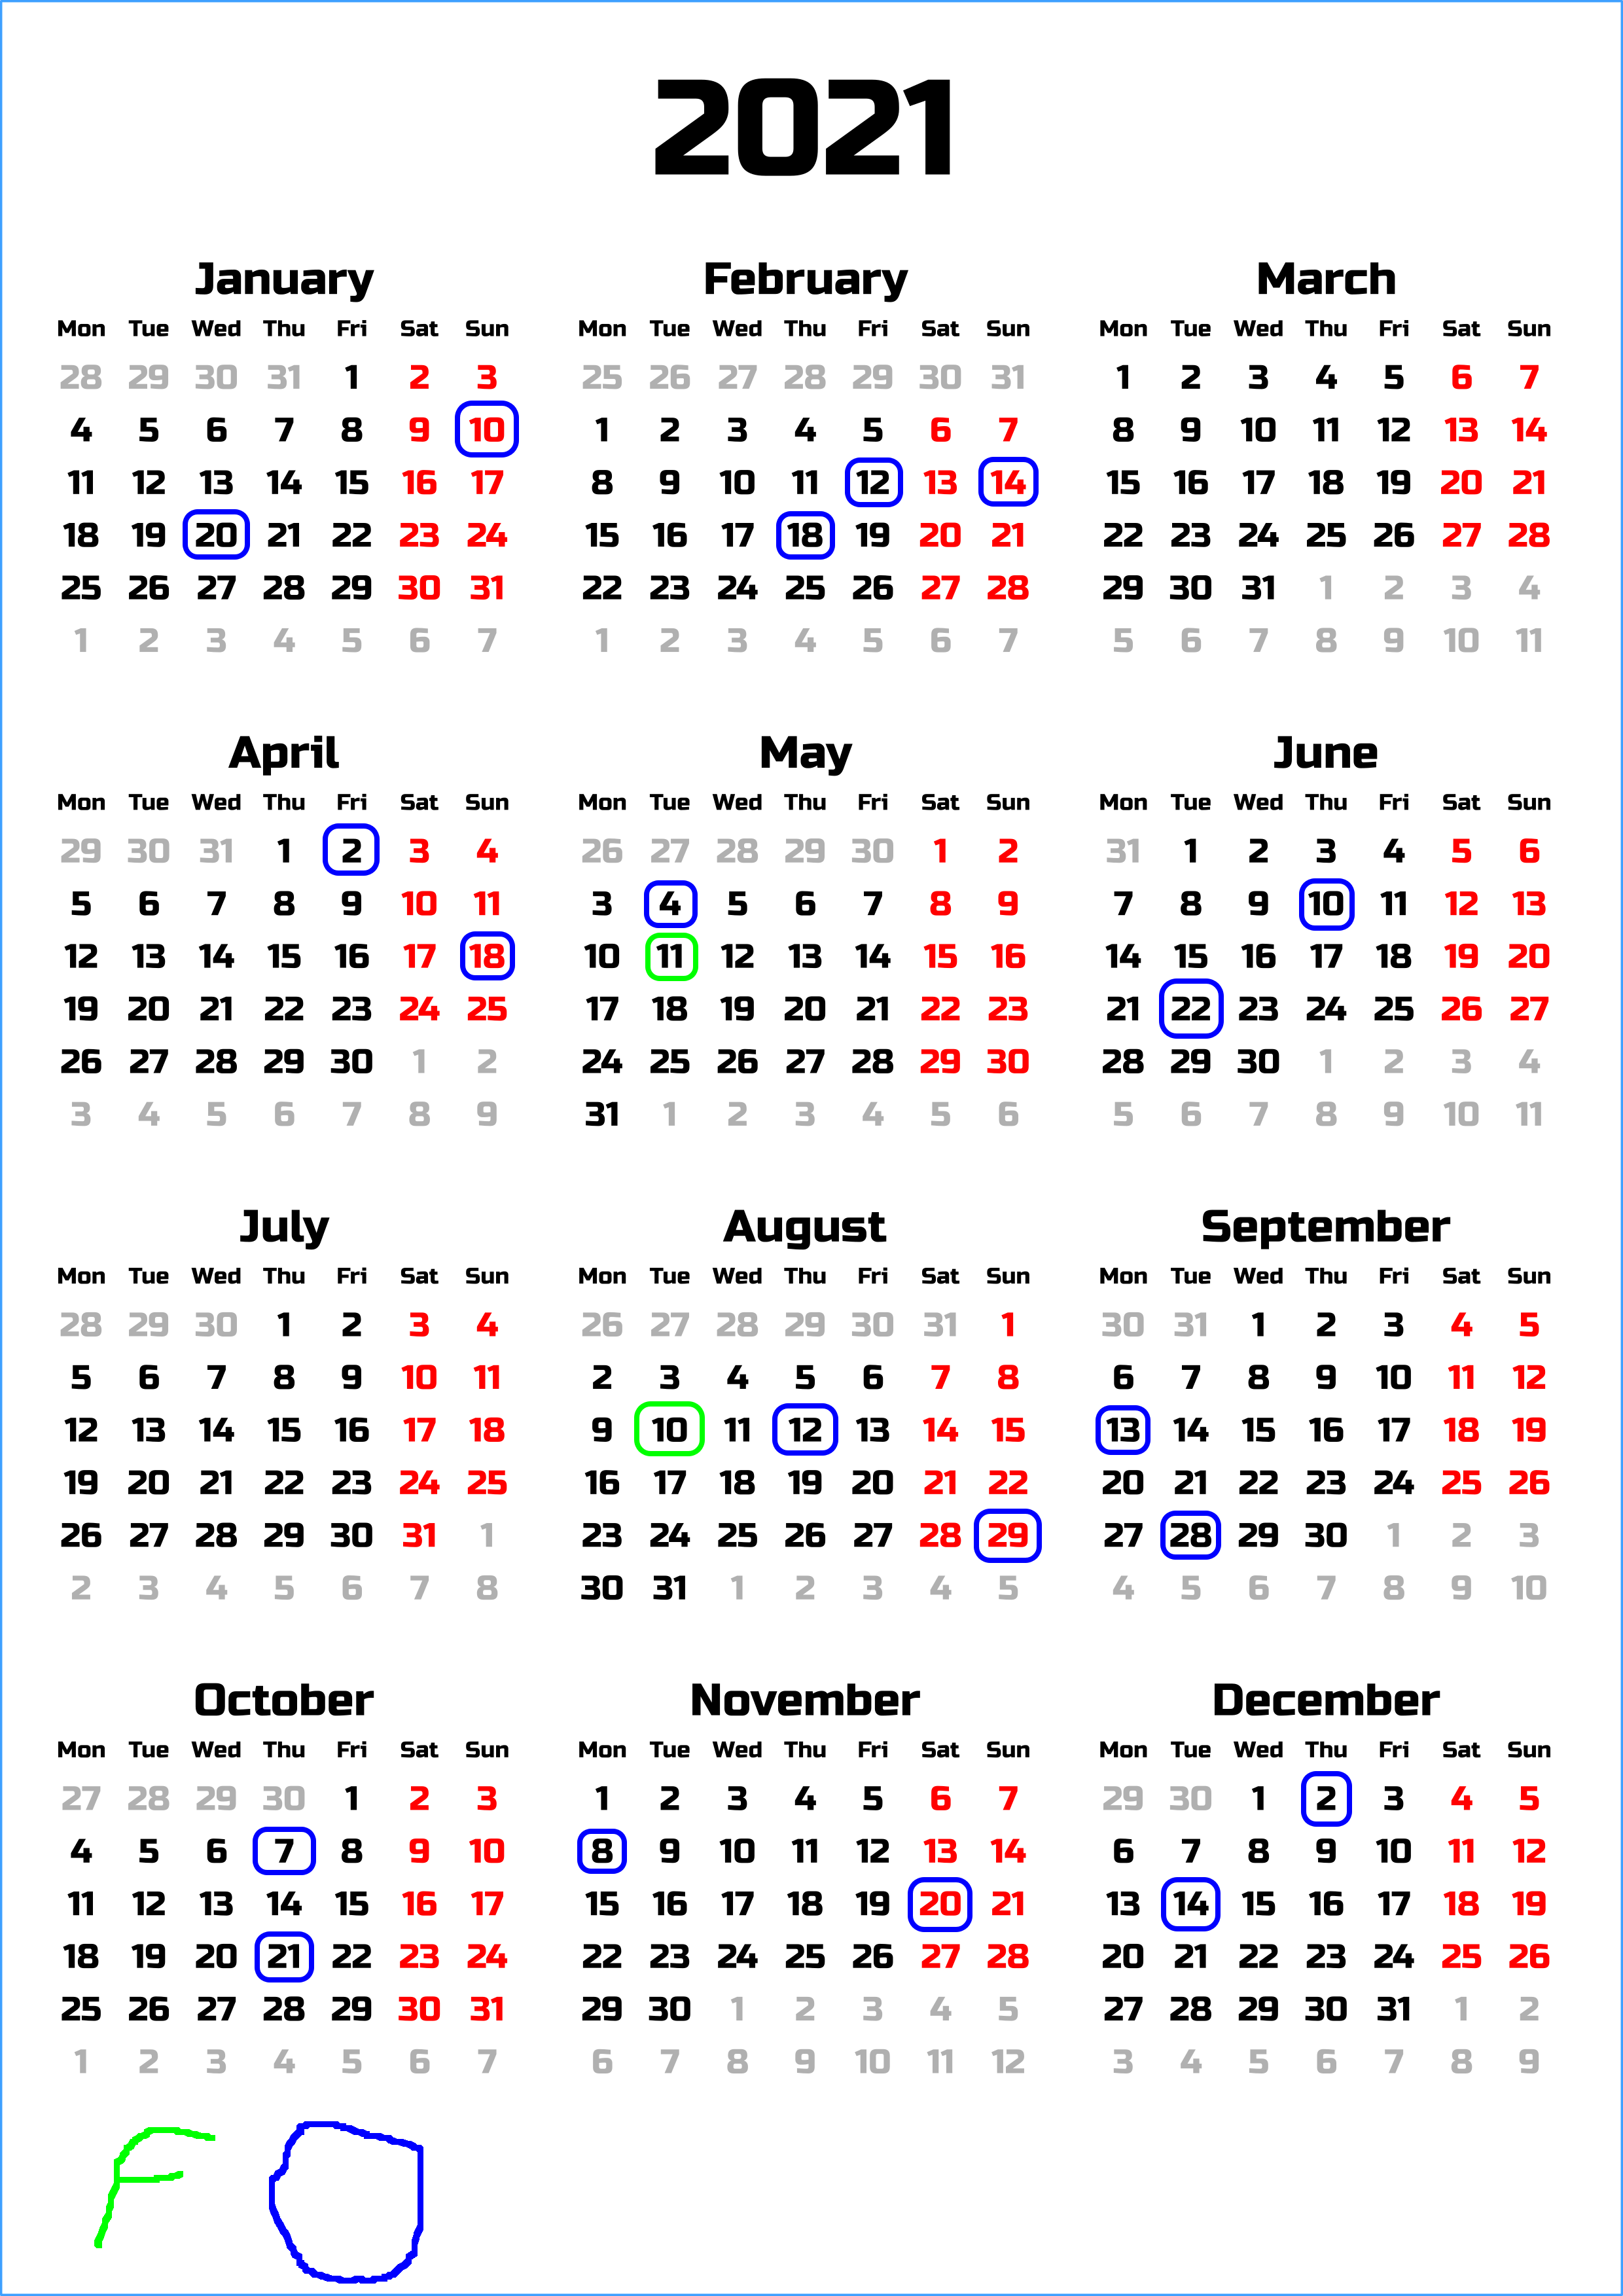 2021
January February March
Mon Tue Wed Thu Fri Sat Sun Mon Tue Wed Thu Fri Sat Sun Mon Tue Wed Thu Fri Sat Sun
28 29 30 31 1 2 3 25 26 27 28 29 30 31 1 2 3 4 5 6 7
4 5 6 7 8 9 10 1 2 3 4 5 6 7 8 9 10 11 12 13 14
11 12 13 14 15 16 17 8 9 10 11 12 13 14 15 16 17 18 19 20 21
18 19 20 21 22 23 24 15 16 17 18 19 20 21 22 23 24 25 26 27 28
25 26 27 28 29 30 31 22 23 24 25 26 27 28 29 30 31 1 2 3 4
1 2 3 4 5 6 7 1 2 3 4 5 6 7 5 6 7 8 9 10 11
April May June
Mon Tue Wed Thu Fri Sat Sun Mon Tue Wed Thu Fri Sat Sun Mon Tue Wed Thu Fri Sat Sun
29 30 31 1 2 3 4 26 27 28 29 30 1 2 31 1 2 3 4 5 6
5 6 7 8 9 10 11 3 4 5 6 7 8 9 7 8 9 10 11 12 13
12 13 14 15 16 17 18 10 11 12 13 14 15 16 14 15 16 17 18 19 20
19 20 21 22 23 24 25 17 18 19 20 21 22 23 21 22 23 24 25 26 27
26 27 28 29 30 1 2 24 25 26 27 28 29 30 28 29 30 1 2 3 4
3 4 5 6 7 8 9 31 1 2 3 4 5 6 5 6 7 8 9 10 11
July August September
Mon Tue Wed Thu Fri Sat Sun Mon Tue Wed Thu Fri Sat Sun Mon Tue Wed Thu Fri Sat Sun
28 29 30 1 2 3 4 26 27 28 29 30 31 1 30 31 1 2 3 4 5
5 6 7 8 9 10 11 2 3 4 5 6 7 8 6 7 8 9 10 11 12
12 13 14 15 16 17 18 9 10 11 12 13 14 15 13 14 15 16 17 18 19
19 20 21 22 23 24 25 16 17 18 19 20 21 22 20 21 22 23 24 25 26
26 27 28 29 30 31 1 23 24 25 26 27 28 29 27 28 29 30 1 2 3
2 3 4 5 6 7 8 30 31 1 2 3 4 5 4 5 6 7 8 9 10
October November December
Mon Tue Wed Thu Fri Sat Sun Mon Tue Wed Thu Fri Sat Sun Mon Tue Wed Thu Fri Sat Sun
27 28 29 30 1 2 3 1 2 3 4 5 6 7 29 30 1 2 3 4 5
4 5 6 7 8 9 10 8 9 10 11 12 13 14 6 7 8 9 10 11 12
11 12 13 14 15 16 17 15 16 17 18 19 20 21 13 14 15 16 17 18 19
18 19 20 21 22 23 24 22 23 24 25 26 27 28 20 21 22 23 24 25 26
25 26 27 28 29 30 31 29 30 1 2 3 4 5 27 28 29 30 31 1 2
1 2 3 4 5 6 7 6 7 8 9 10 11 12 3 4 5 6 7 8 9
F O